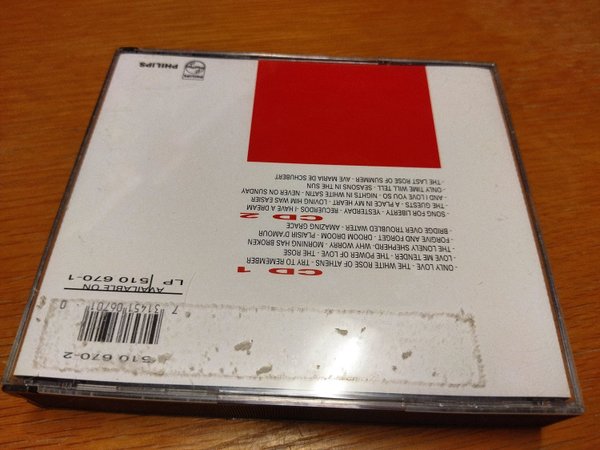 510 670-2
7 31451 06701 0
AVAILABLE ON
LP 510 670-1
CD 1
- ONLY LOVE - THE WHITE ROSE OF ATHENS - TRY TO REMEMBER
- LOVE ME TENDER - THE POWER OF LOVE - THE ROSE
- THE LONELY SHEPHERD - WHY WORRY - MORNING HAS BROKEN
- FORGIVE AND FORGET - DROOM DROOM - PLAISIR D'AMOUR
- BRIDGE OVER TROUBLED WATER - AMAZING GRACE
CD 2
- SONG FOR LIBERTY - YESTERDAY - RECUERDOS - I HAVE A DREAM
- THE GUESTS - A PLACE IN MY HEART - LOVING HIM WAS EASIER
- AND I LOVE YOU SO - NIGHTS IN WHITE SATIN - NEVER ON SUNDAY
- ONLY TIME WILL TELL - SEASONS IN THE SUN
- THE LAST ROSE OF SUMMER - AVE MARIA DE SCHUBERT
PHILIPS